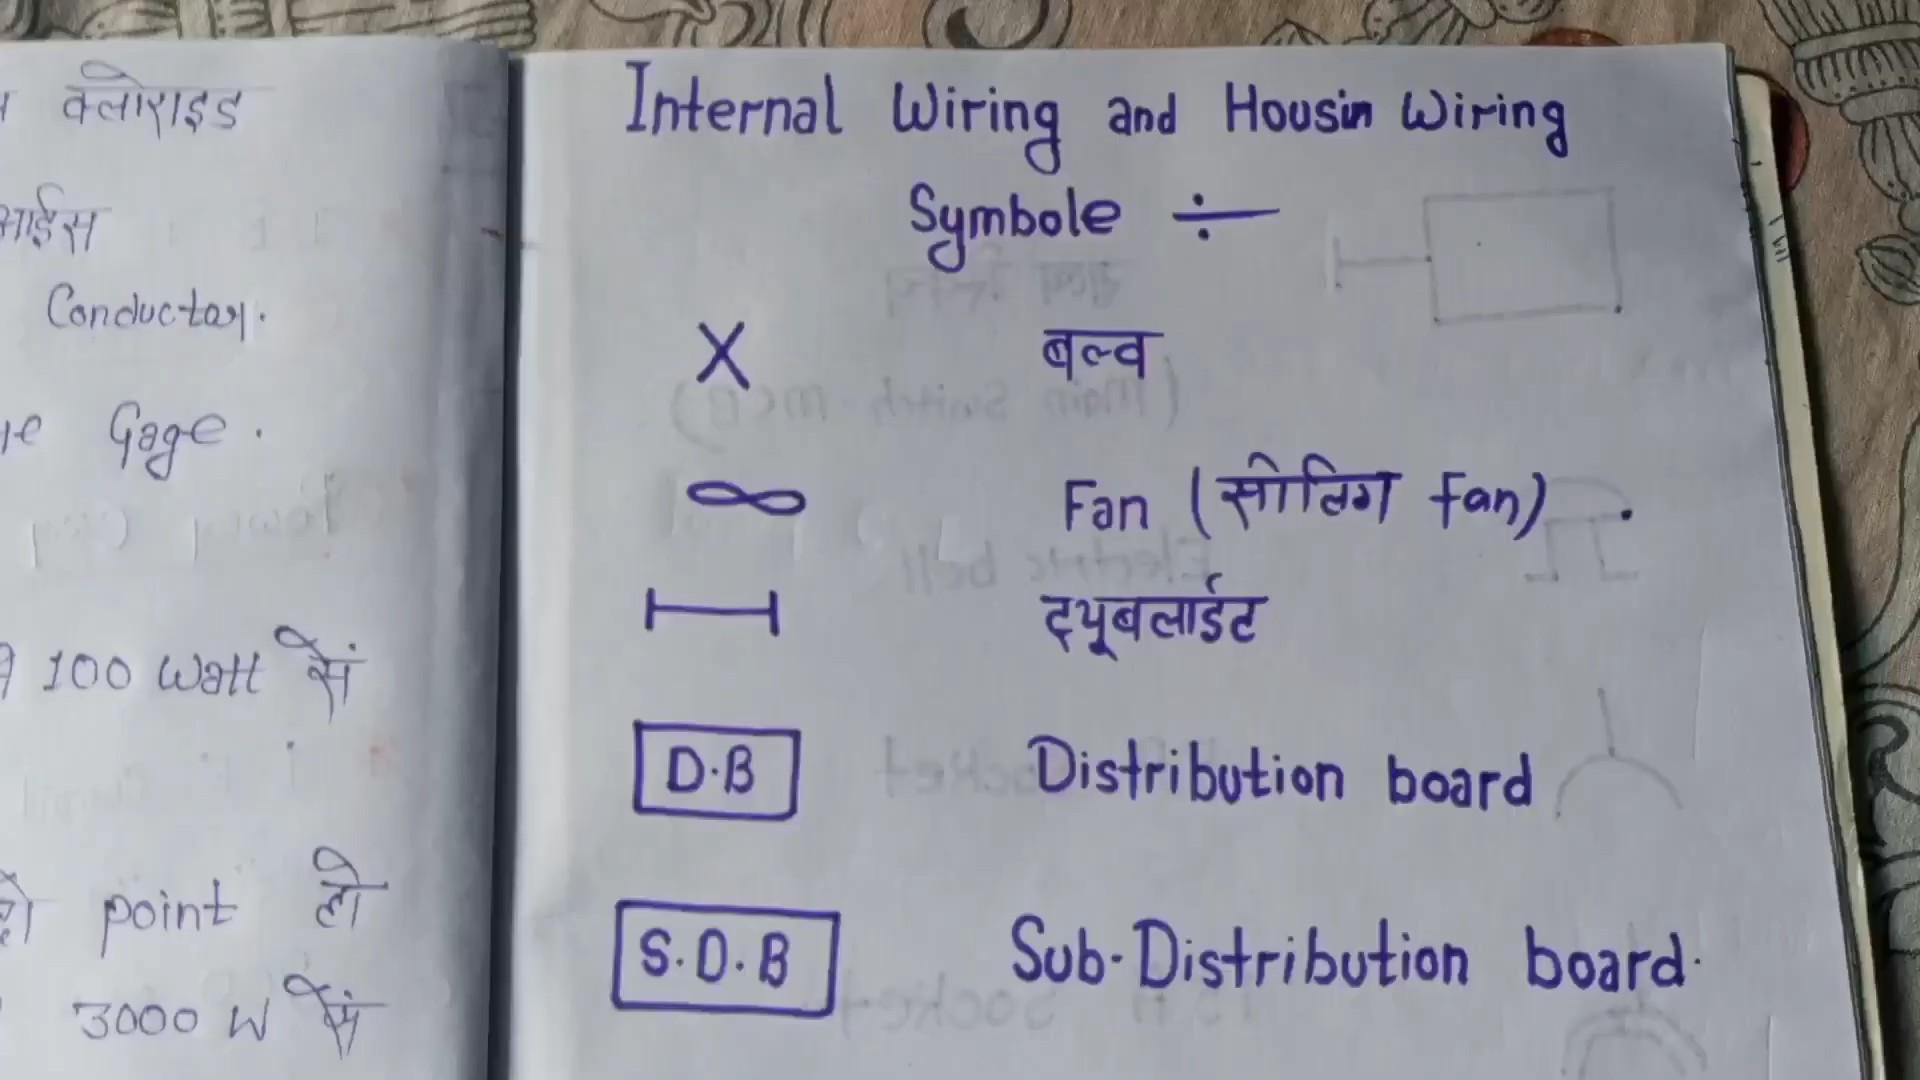 क्लोराइड
आईस
Conductor.
Gage.
100 Watt सें
point हो
3000 W सें
Internal Wiring and Housin Wiring
Symbole ÷
X बल्व
∞ Fan (सीलिग fan)
ट्यूबलाईट
D.B Distribution board
S.D.B Sub-Distribution board.